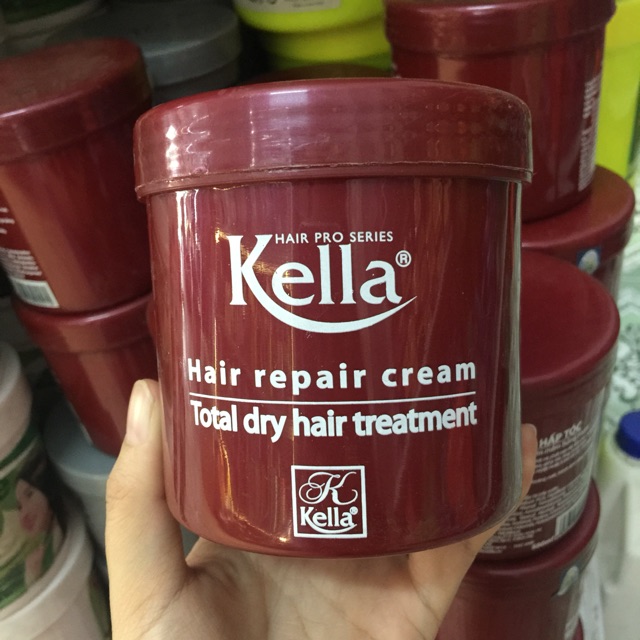 HAIR PRO SERIES
Kella®
Hair repair cream
Total dry hair treatment
K
Kella®
HẤP TÓC